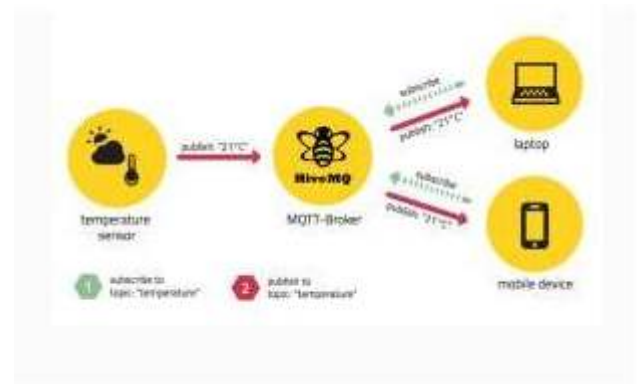 subscribe
publish: "21°C"
laptop
publish: "21°C"
HiveMQ
subscribe
publish: "21°C"
temperature
sensor
MQTT-Broker
mobile device
1
subscribe to
topic: "temperature"
2
publish to
topic: "temperature"